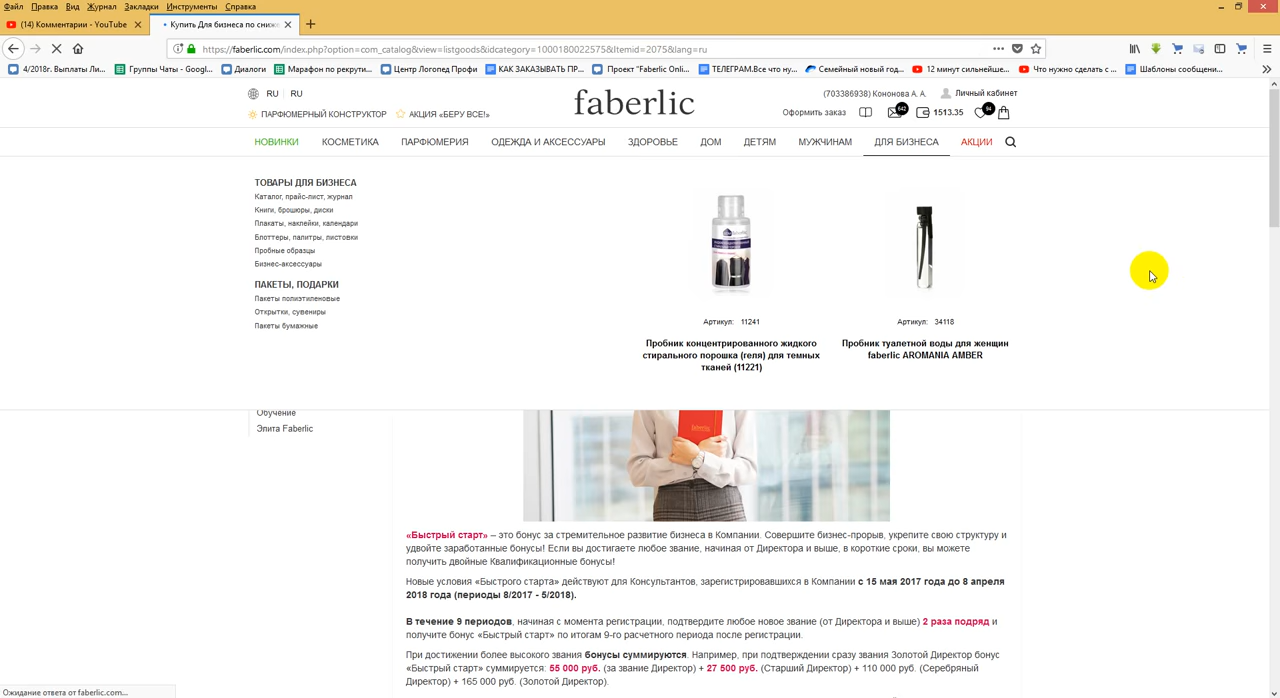 Файл Правка Вид Журнал Закладки Инструменты Справка
(14) Комментарии - YouTube
Купить Для бизнеса по сниже
https://faberlic.com/index.php?option=com_catalog&view=listgoods&idcategory=1000180022575&Itemid=2075&lang=ru
4/2018г. Выплаты Ли... Группы Чаты - Googl... Диалоги Марафон по рекрути... Центр Логопед Профи КАК ЗАКАЗЫВАТЬ ПР... Проект "Faberlic Onli... ТЕЛЕГРАМ.Все что ну... Семейный новый год... 12 минут сильнейше... Что нужно сделать с ... Шаблоны сообщени...
RU RU
faberlic
(703386938) Кононова А. А. Личный кабинет
ПАРФЮМЕРНЫЙ КОНСТРУКТОР АКЦИЯ «БЕРУ ВСЕ!»
Оформить заказ 642 1513.35 94
НОВИНКИ КОСМЕТИКА ПАРФЮМЕРИЯ ОДЕЖДА И АКСЕССУАРЫ ЗДОРОВЬЕ ДОМ ДЕТЯМ МУЖЧИНАМ ДЛЯ БИЗНЕСА АКЦИИ
ТОВАРЫ ДЛЯ БИЗНЕСА
Каталог, прайс-лист, журнал
Книги, брошюры, диски
Плакаты, наклейки, календари
Блоттеры, палитры, листовки
Пробные образцы
Бизнес-аксессуары
ПАКЕТЫ, ПОДАРКИ
Пакеты полиэтиленовые
Открытки, сувениры
Пакеты бумажные
Артикул: 11241
Пробник концентрированного жидкого
стирального порошка (геля) для темных
тканей (11221)
Артикул: 34118
Пробник туалетной воды для женщин
faberlic AROMANIA AMBER
Обучение
Элита Faberlic
«Быстрый старт» – это бонус за стремительное развитие бизнеса в Компании. Совершите бизнес-прорыв, укрепите свою структуру и
удвойте заработанные бонусы! Если вы достигаете любое звание, начиная от Директора и выше, в короткие сроки, вы можете
получить двойные Квалификационные бонусы!
Новые условия «Быстрого старта» действуют для Консультантов, зарегистрировавшихся в Компании с 15 мая 2017 года до 8 апреля
2018 года (периоды 8/2017 - 5/2018).
В течение 9 периодов, начиная с момента регистрации, подтвердите любое новое звание (от Директора и выше) 2 раза подряд и
получите бонус «Быстрый старт» по итогам 9-го расчетного периода после регистрации.
При достижении более высокого звания бонусы суммируются. Например, при подтверждении сразу звания Золотой Директор бонус
«Быстрый старт» суммируется: 55 000 руб. (за звание Директор) + 27 500 руб. (Старший Директор) + 110 000 руб. (Серебряный
Директор) + 165 000 руб. (Золотой Директор).
Ожидание ответа от faberlic.com...